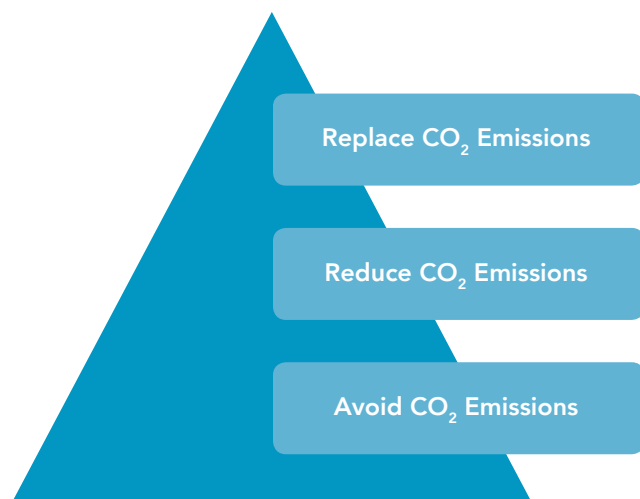 Replace CO₂ Emissions
Reduce CO₂ Emissions
Avoid CO₂ Emissions